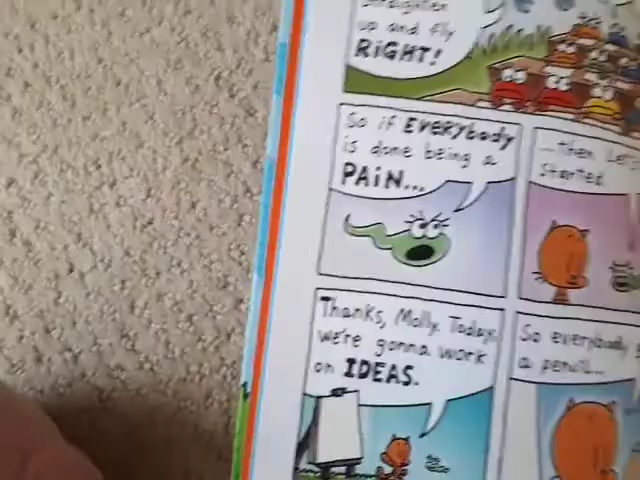 up and fly
RiGHT!
So if EVERYbody
is done being a
PAiN...
...then Let's
Started.
Thanks, Molly. Today,
we're gonna work
on IDEAS.
So everybody
a pencil...